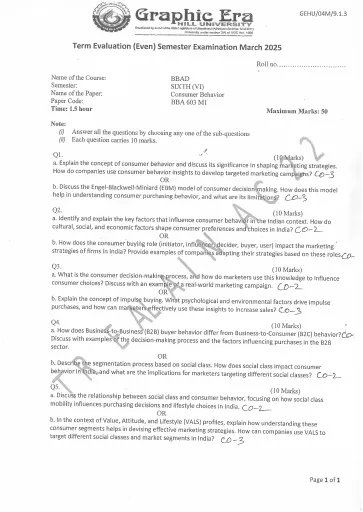 GEHU/04M/9.1.3
Graphic Era
HILL UNIVERSITY
Term Evaluation (Even) Semester Examination March 2025
Roll no.
Name of the Course: BBAD
Semester: SIXTH (VI)
Name of the Paper: Consumer Behavior
Paper Code: BBA 603 M1
Time: 1.5 hour Maximum Marks: 50
Note:
(i) Answer all the questions by choosing any one of the sub-questions
(ii) Each question carries 10 marks.
Q1. (10 Marks)
a. Explain the concept of consumer behavior and discuss its significance in shaping marketing strategies.
How do companies use consumer behavior insights to develop targeted marketing campaigns? CO-3
OR
b. Discuss the Engel-Blackwell-Miniard (EBM) model of consumer decision-making. How does this model
help in understanding consumer purchasing behavior, and what are its limitations? CO-3
Q2. (10 Marks)
a. Identify and explain the key factors that influence consumer behavior in the Indian context. How do
cultural, social, and economic factors shape consumer preferences and choices in India? CO-2
OR
b. How does the consumer buying role (initiator, influencer, decider, buyer, user) impact the marketing
strategies of firms in India? Provide examples of companies adapting their strategies based on these roles. CO-
Q3. (10 Marks)
a. What is the consumer decision-making process, and how do marketers use this knowledge to influence
consumer choices? Discuss with an example of a real-world marketing campaign. CO-2
OR
b. Explain the concept of impulse buying. What psychological and environmental factors drive impulse
purchases, and how can marketers effectively use these insights to increase sales? CO-3
Q4. (10 Marks)
a. How does Business-to-Business (B2B) buyer behavior differ from Business-to-Consumer (B2C) behavior? CO-
Discuss with examples of the decision-making process and the factors influencing purchases in the B2B
sector.
OR
b. Describe the segmentation process based on social class. How does social class impact consumer
behavior in India, and what are the implications for marketers targeting different social classes? CO-2
Q5. (10 Marks)
a. Discuss the relationship between social class and consumer behavior, focusing on how social class
mobility influences purchasing decisions and lifestyle choices in India. CO-2
OR
b. In the context of Value, Attitude, and Lifestyle (VALS) profiles, explain how understanding these
consumer segments helps in devising effective marketing strategies. How can companies use VALS to
target different social classes and market segments in India? CO-3
Page 1 of 1